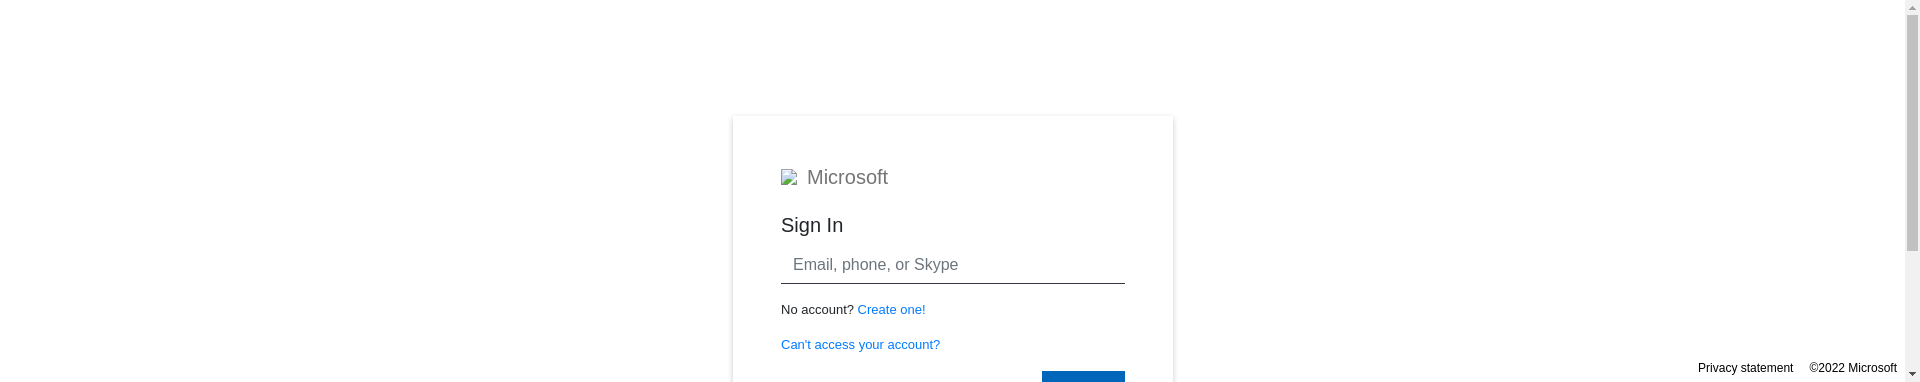 Microsoft
Sign In
Email, phone, or Skype
No account? Create one!
Can't access your account?
Privacy statement ©2022 Microsoft